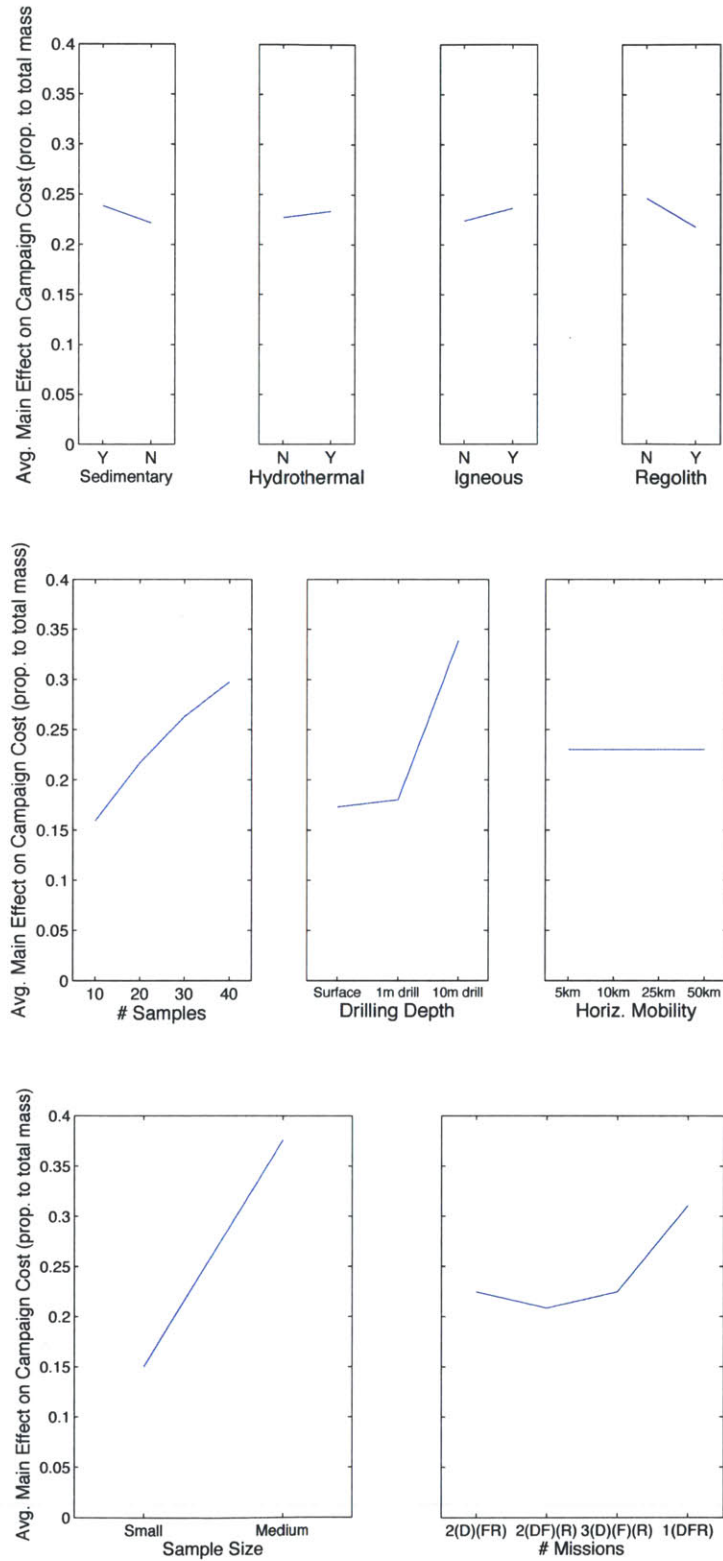 Avg. Main Effect on Campaign Cost (prop. to total mass)
0.4
0.35
0.3
0.25
0.2
0.15
0.1
0.05
0
Y N
Sedimentary
N Y
Hydrothermal
N Y
Igneous
N Y
Regolith
Avg. Main Effect on Campaign Cost (prop. to total mass)
0.4
0.35
0.3
0.25
0.2
0.15
0.1
0.05
0
10 20 30 40
# Samples
Surface 1m drill 10m drill
Drilling Depth
5km 10km 25km 50km
Horiz. Mobility
Avg. Main Effect on Campaign Cost (prop. to total mass)
0.4
0.35
0.3
0.25
0.2
0.15
0.1
0.05
0
Small Medium
Sample Size
2(D)(FR) 2(DF)(R) 3(D)(F)(R) 1(DFR)
# Missions